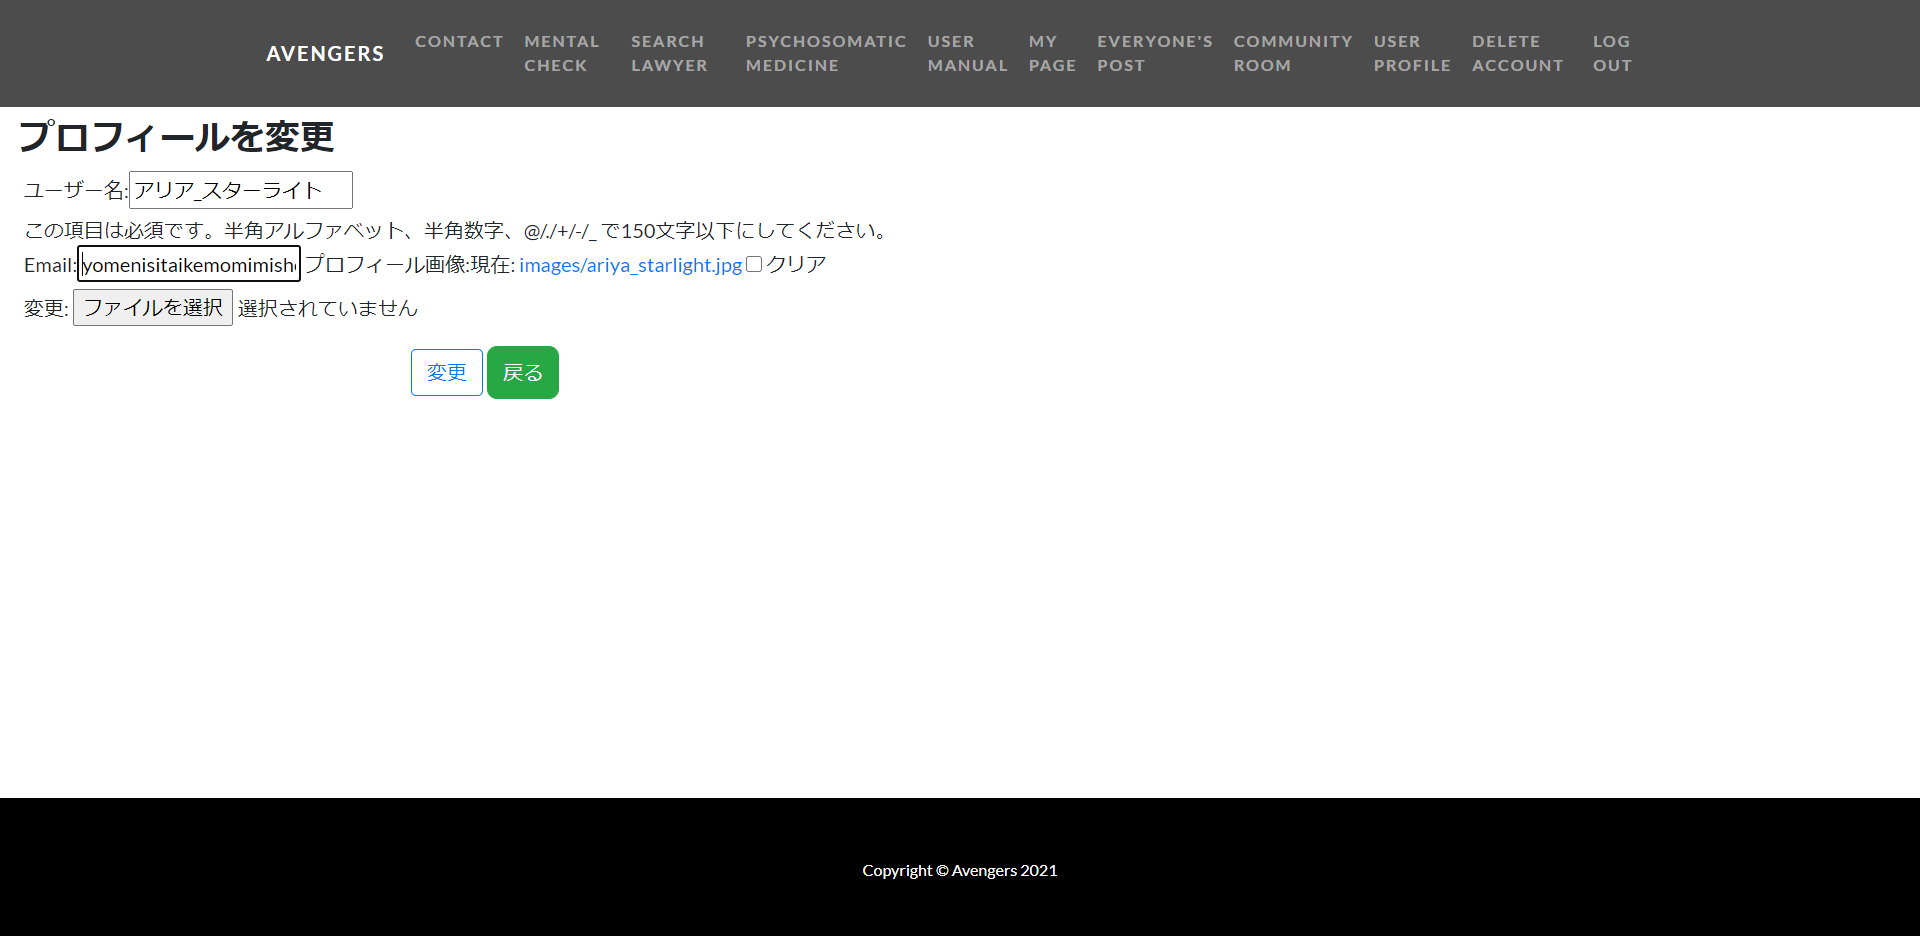 AVENGERS
CONTACT
MENTAL CHECK
SEARCH LAWYER
PSYCHOSOMATIC MEDICINE
USER MANUAL
MY PAGE
EVERYONE'S POST
COMMUNITY ROOM
USER PROFILE
DELETE ACCOUNT
LOG OUT
プロフィールを変更
ユーザー名: アリア_スターライト
この項目は必須です。半角アルファベット、半角数字、@/./+/-/_ で150文字以下にしてください。
Email: yomenisitaikemomimish プロフィール画像:現在: images/ariya_starlight.jpg クリア
変更: ファイルを選択 選択されていません
変更 戻る
Copyright © Avengers 2021